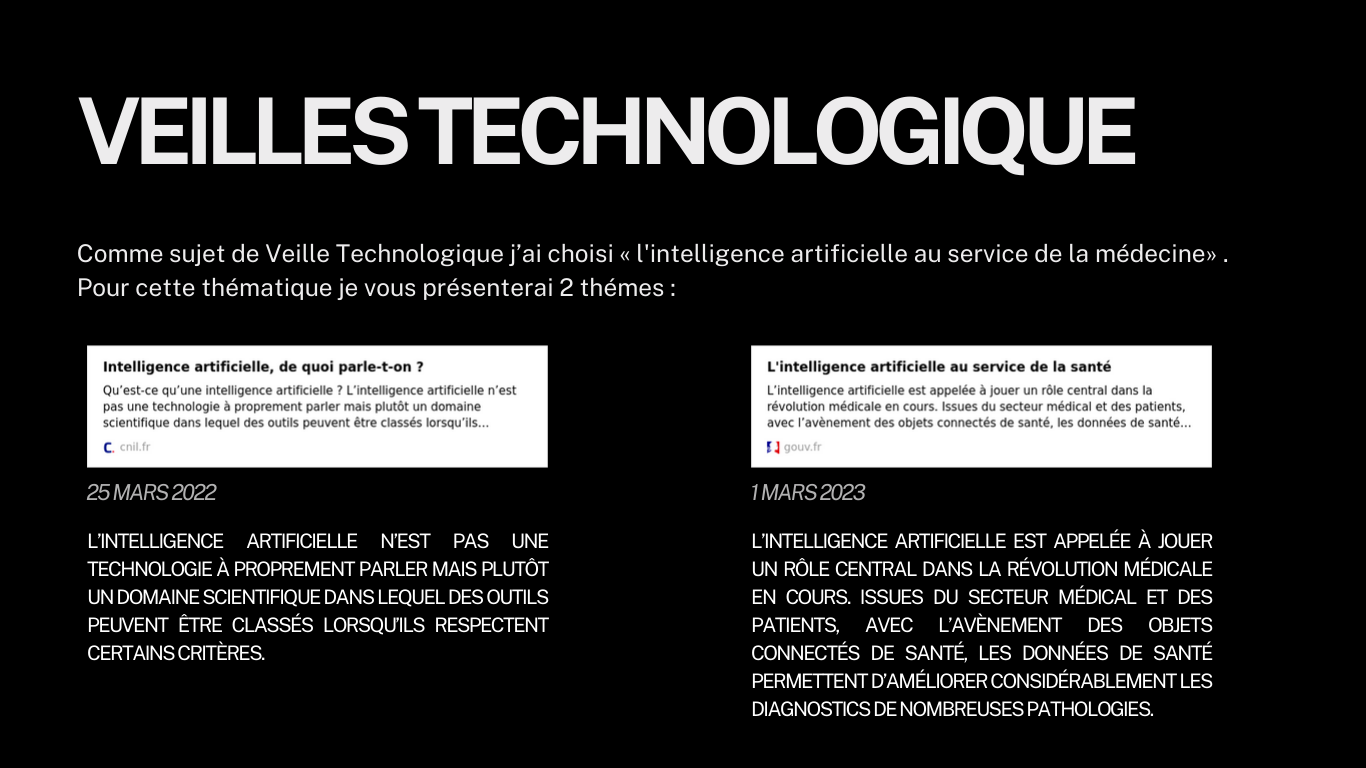 VEILLES TECHNOLOGIQUE
Comme sujet de Veille Technologique j’ai choisi « l'intelligence artificielle au service de la médecine» .
Pour cette thématique je vous présenterai 2 thémes :
Intelligence artificielle, de quoi parle-t-on ?
Qu’est-ce qu’une intelligence artificielle ? L’intelligence artificielle n’est
pas une technologie à proprement parler mais plutôt un domaine
scientifique dans lequel des outils peuvent être classés lorsqu’ils...
C. cnil.fr
25 MARS 2022
L’INTELLIGENCE ARTIFICIELLE N’EST PAS UNE
TECHNOLOGIE À PROPREMENT PARLER MAIS PLUTÔT
UN DOMAINE SCIENTIFIQUE DANS LEQUEL DES OUTILS
PEUVENT ÊTRE CLASSÉS LORSQU’ILS RESPECTENT
CERTAINS CRITÈRES.
L'intelligence artificielle au service de la santé
L’intelligence artificielle est appelée à jouer un rôle central dans la
révolution médicale en cours. Issues du secteur médical et des patients,
avec l’avènement des objets connectés de santé, les données de santé...
gouv.fr
1 MARS 2023
L’INTELLIGENCE ARTIFICIELLE EST APPELÉE À JOUER
UN RÔLE CENTRAL DANS LA RÉVOLUTION MÉDICALE
EN COURS. ISSUES DU SECTEUR MÉDICAL ET DES
PATIENTS, AVEC L’AVÈNEMENT DES OBJETS
CONNECTÉS DE SANTÉ, LES DONNÉES DE SANTÉ
PERMETTENT D’AMÉLIORER CONSIDÉRABLEMENT LES
DIAGNOSTICS DE NOMBREUSES PATHOLOGIES.